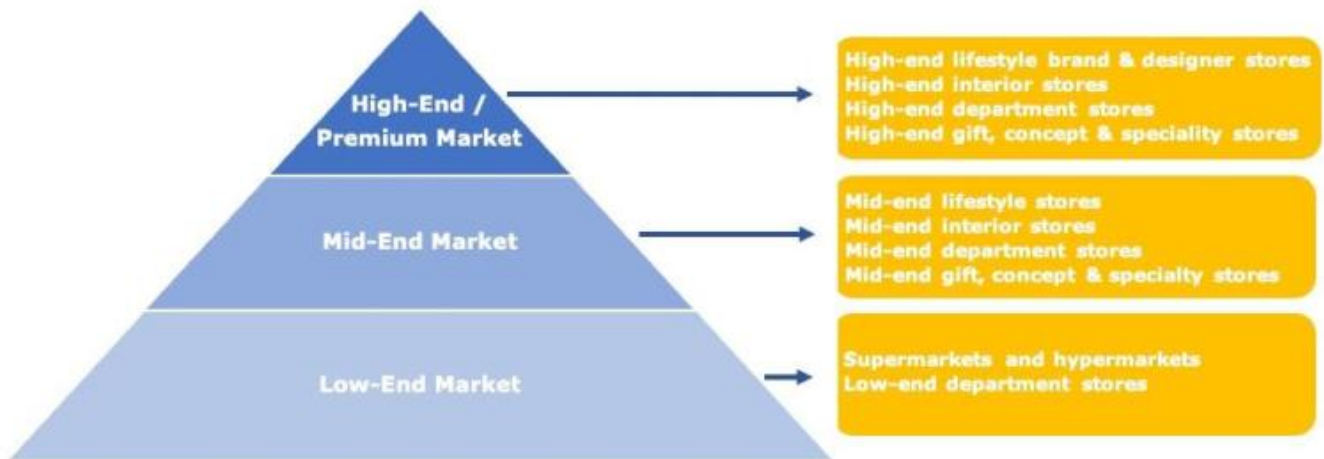 High-End /
Premium Market
High-end lifestyle brand & designer stores
High-end interior stores
High-end department stores
High-end gift, concept & speciality stores
Mid-End Market
Mid-end lifestyle stores
Mid-end interior stores
Mid-end department stores
Mid-end gift, concept & specialty stores
Low-End Market
Supermarkets and hypermarkets
Low-end department stores